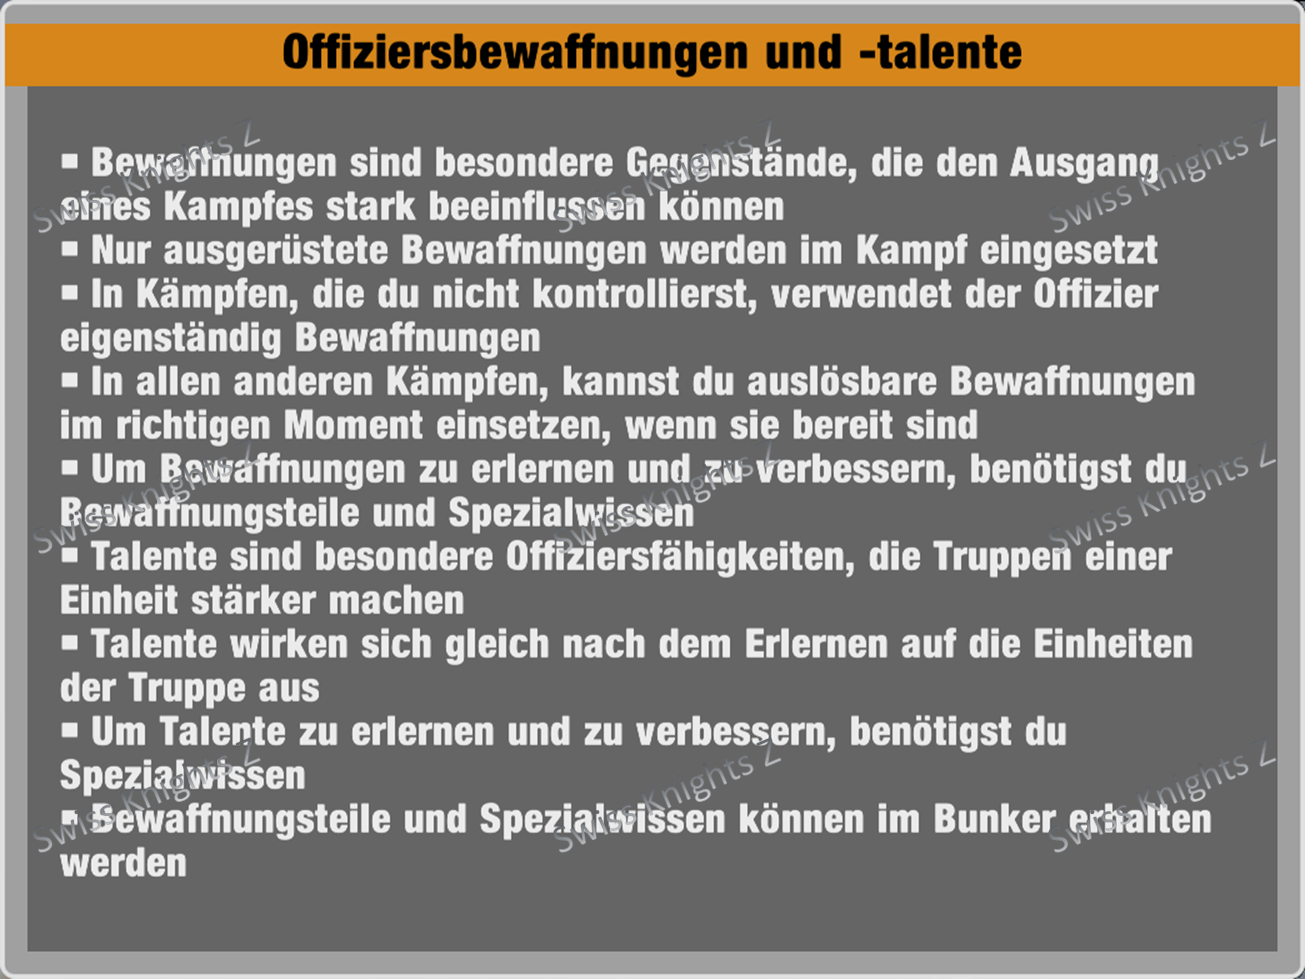 Offiziersbewaffnungen und -talente
▪ Bewaffnungen sind besondere Gegenstände, die den Ausgang
eines Kampfes stark beeinflussen können
▪ Nur ausgerüstete Bewaffnungen werden im Kampf eingesetzt
▪ In Kämpfen, die du nicht kontrollierst, verwendet der Offizier
eigenständig Bewaffnungen
▪ In allen anderen Kämpfen, kannst du auslösbare Bewaffnungen
im richtigen Moment einsetzen, wenn sie bereit sind
▪ Um Bewaffnungen zu erlernen und zu verbessern, benötigst du
Bewaffnungsteile und Spezialwissen
▪ Talente sind besondere Offiziersfähigkeiten, die Truppen einer
Einheit stärker machen
▪ Talente wirken sich gleich nach dem Erlernen auf die Einheiten
der Truppe aus
▪ Um Talente zu erlernen und zu verbessern, benötigst du
Spezialwissen
▪ Bewaffnungsteile und Spezialwissen können im Bunker erhalten
werden
Swiss Knights Z
Swiss Knights Z
Swiss Knights Z
Swiss Knights Z
Swiss Knights Z
Swiss Knights Z
Swiss Knights Z
Swiss Knights Z
Swiss Knights Z